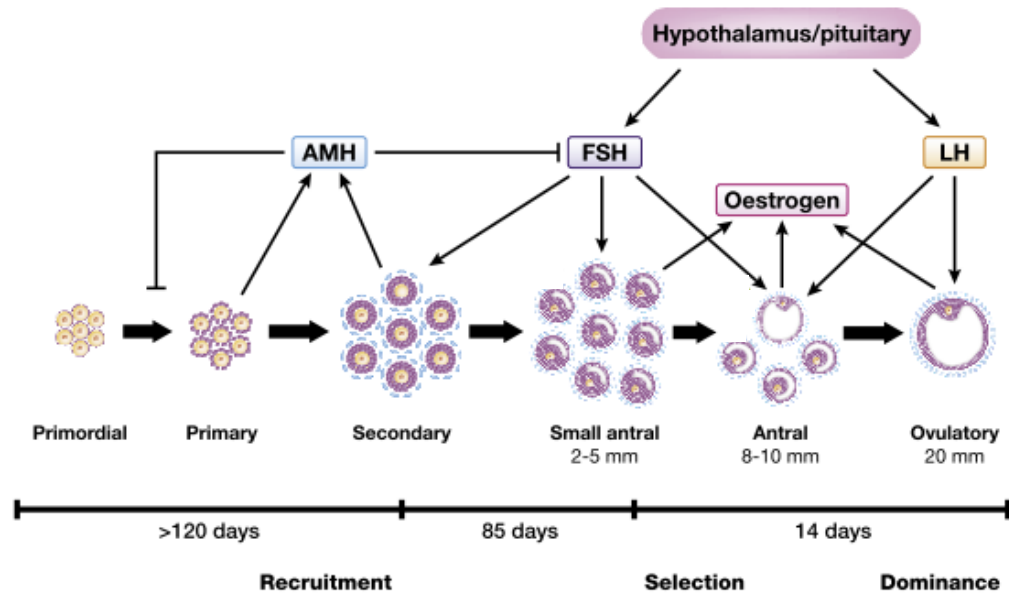 Hypothalamus/pituitary
AMH
FSH
LH
Oestrogen
Primordial
Primary
Secondary
Small antral
2-5 mm
Antral
8-10 mm
Ovulatory
20 mm
>120 days
85 days
14 days
Recruitment
Selection
Dominance